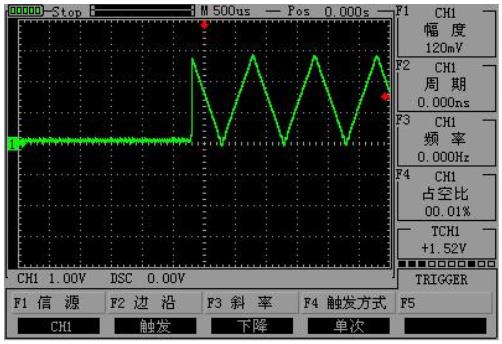 Stop M 500us Pos 0.000s
F1 CH1
幅 度
120mV
F2 CH1
周 期
0.000ns
F3 CH1
频 率
0.000Hz
F4 CH1
占空比
00.01%
TCH1
+1.52V
1
CH1 1.00V DSC 0.00V
TRIGGER
F1 信 源 F2 边 沿 F3 斜 率 F4 触发方式 F5
CH1 触发 下降 单次